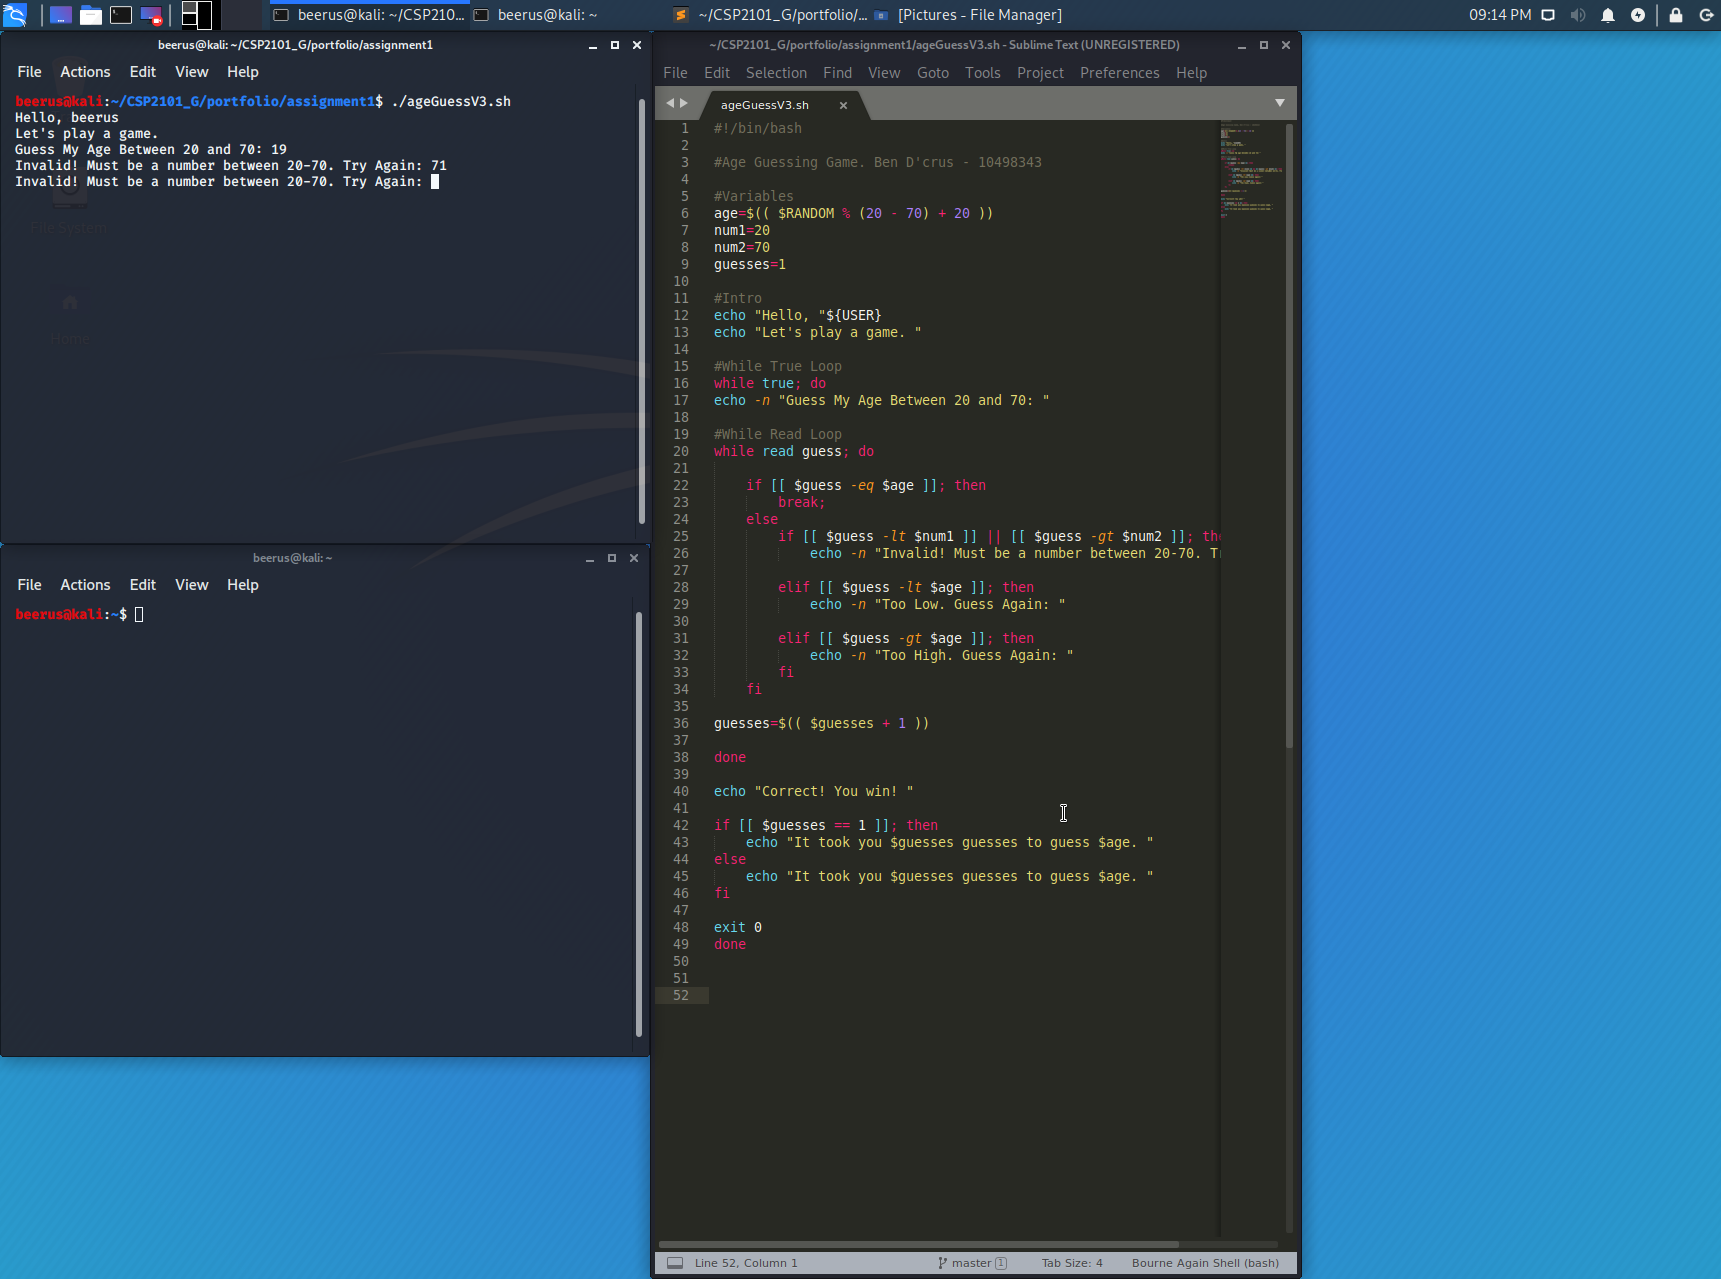 beerus@kali: ~/CSP210...
beerus@kali: ~
~/CSP2101_G/portfolio/...
[Pictures - File Manager]
09:14 PM
beerus@kali: ~/CSP2101_G/portfolio/assignment1
File Actions Edit View Help
beerus@kali:~/CSP2101_G/portfolio/assignment1$ ./ageGuessV3.sh
Hello, beerus
Let's play a game.
Guess My Age Between 20 and 70: 19
Invalid! Must be a number between 20-70. Try Again: 71
Invalid! Must be a number between 20-70. Try Again:
File System
Home
beerus@kali: ~
File Actions Edit View Help
beerus@kali:~$
~/CSP2101_G/portfolio/assignment1/ageGuessV3.sh - Sublime Text (UNREGISTERED)
File Edit Selection Find View Goto Tools Project Preferences Help
ageGuessV3.sh
1 #!/bin/bash
2
3 #Age Guessing Game. Ben D'crus - 10498343
4
5 #Variables
6 age=$(( $RANDOM % (20 - 70) + 20 ))
7 num1=20
8 num2=70
9 guesses=1
10
11 #Intro
12 echo "Hello, "${USER}
13 echo "Let's play a game. "
14
15 #While True Loop
16 while true; do
17 echo -n "Guess My Age Between 20 and 70: "
18
19 #While Read Loop
20 while read guess; do
21
22 if [[ $guess -eq $age ]]; then
23 break;
24 else
25 if [[ $guess -lt $num1 ]] || [[ $guess -gt $num2 ]]; the
26 echo -n "Invalid! Must be a number between 20-70. T
27
28 elif [[ $guess -lt $age ]]; then
29 echo -n "Too Low. Guess Again: "
30
31 elif [[ $guess -gt $age ]]; then
32 echo -n "Too High. Guess Again: "
33 fi
34 fi
35
36 guesses=$(( $guesses + 1 ))
37
38 done
39
40 echo "Correct! You win! "
41
42 if [[ $guesses == 1 ]]; then
43 echo "It took you $guesses guesses to guess $age. "
44 else
45 echo "It took you $guesses guesses to guess $age. "
46 fi
47
48 exit 0
49 done
50
51
52
Line 52, Column 1
master 1
Tab Size: 4
Bourne Again Shell (bash)